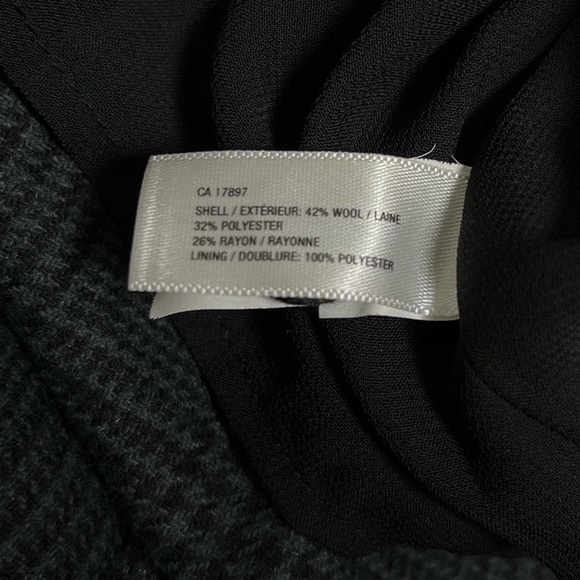 CA 17897
SHELL / EXTÉRIEUR: 42% WOOL / LAINE
32% POLYESTER
26% RAYON / RAYONNE
LINING / DOUBLURE: 100% POLYESTER